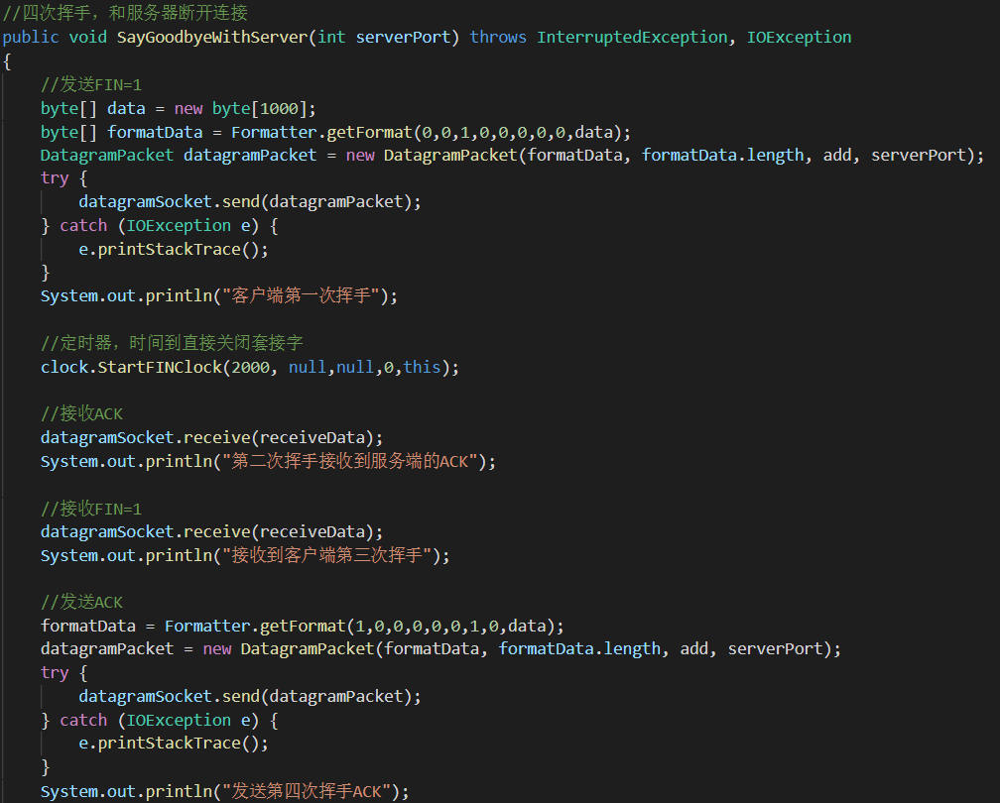 //四次挥手，和服务器断开连接
public void SayGoodbyeWithServer(int serverPort) throws InterruptedException, IOException
{
//发送FIN=1
byte[] data = new byte[1000];
byte[] formatData = Formatter.getFormat(0,0,1,0,0,0,0,0,data);
DatagramPacket datagramPacket = new DatagramPacket(formatData, formatData.length, add, serverPort);
try {
datagramSocket.send(datagramPacket);
} catch (IOException e) {
e.printStackTrace();
}
System.out.println("客户端第一次挥手");
//定时器，时间到直接关闭套接字
clock.StartFINClock(2000, null,null,0,this);
//接收ACK
datagramSocket.receive(receiveData);
System.out.println("第二次挥手接收到服务端的ACK");
//接收FIN=1
datagramSocket.receive(receiveData);
System.out.println("接收到客户端第三次挥手");
//发送ACK
formatData = Formatter.getFormat(1,0,0,0,0,0,1,0,data);
datagramPacket = new DatagramPacket(formatData, formatData.length, add, serverPort);
try {
datagramSocket.send(datagramPacket);
} catch (IOException e) {
e.printStackTrace();
}
System.out.println("发送第四次挥手ACK");